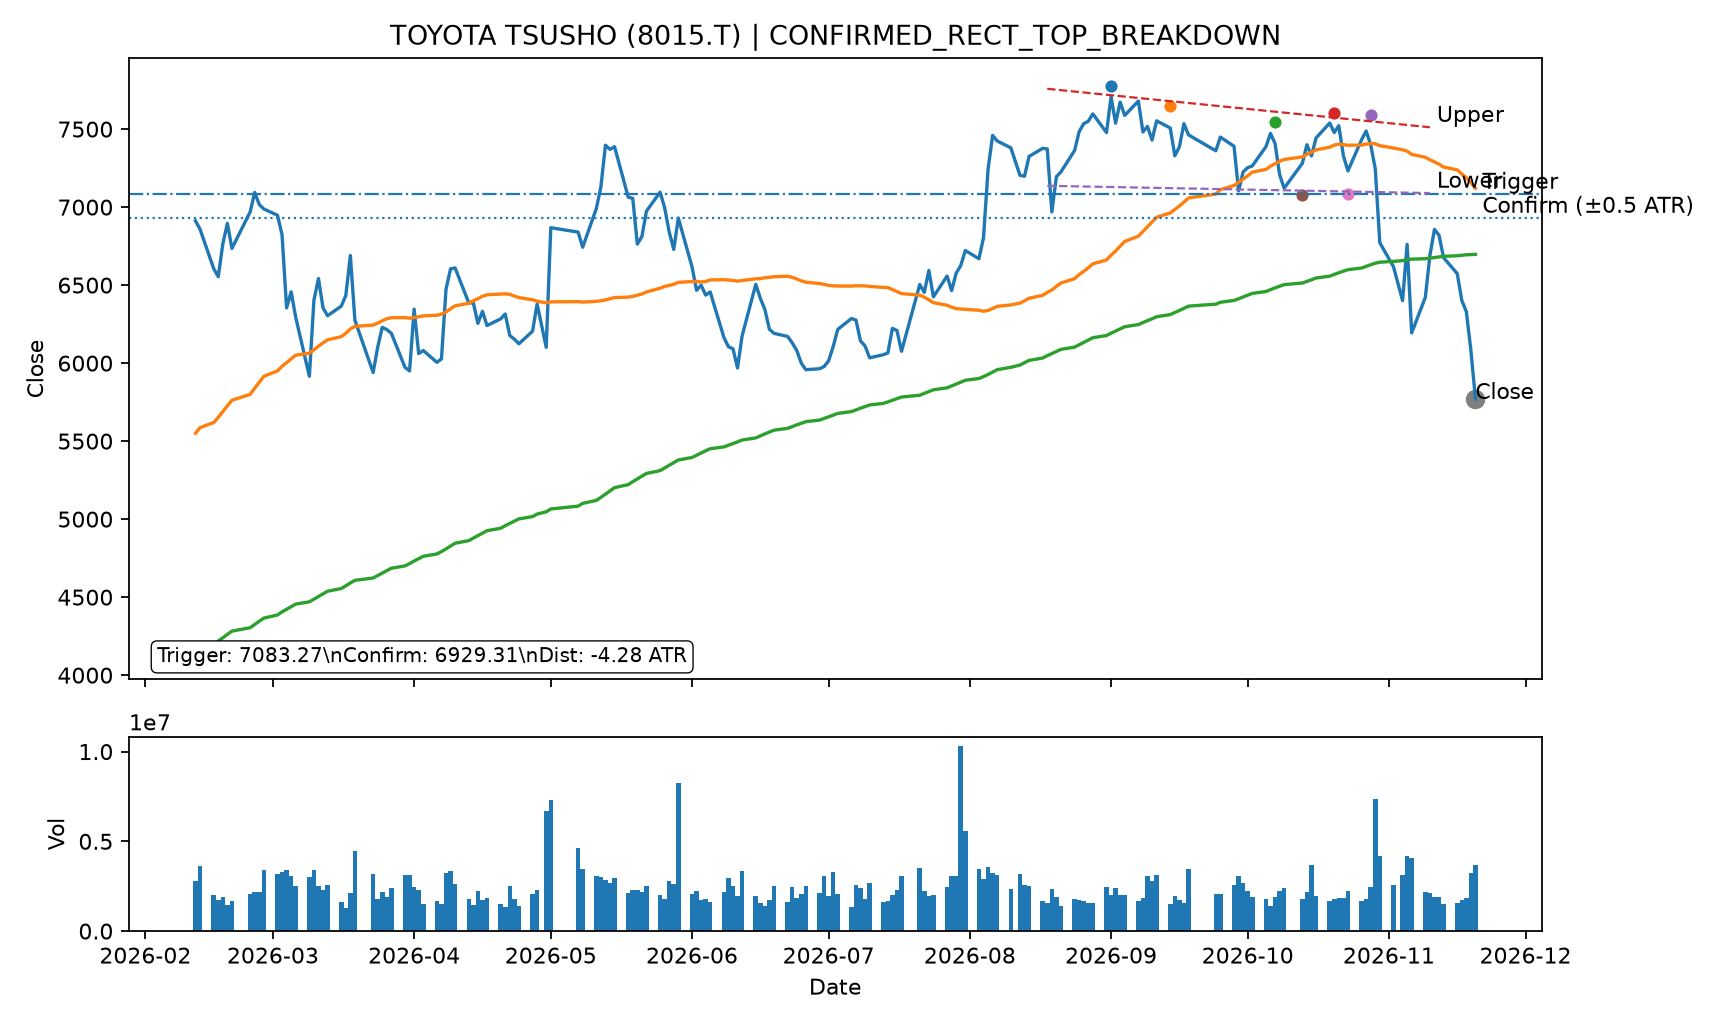 TOYOTA TSUSHO (8015.T) | CONFIRMED_RECT_TOP_BREAKDOWN
Close
7500
7000
6500
6000
5500
5000
4500
4000
Upper
Lower
Trigger
Confirm (±0.5 ATR)
Close
Trigger: 7083.27\nConfirm: 6929.31\nDist: -4.28 ATR
1e7
Vol
1.0
0.5
0.0
2026-02 2026-03 2026-04 2026-05 2026-06 2026-07 2026-08 2026-09 2026-10 2026-11 2026-12
Date